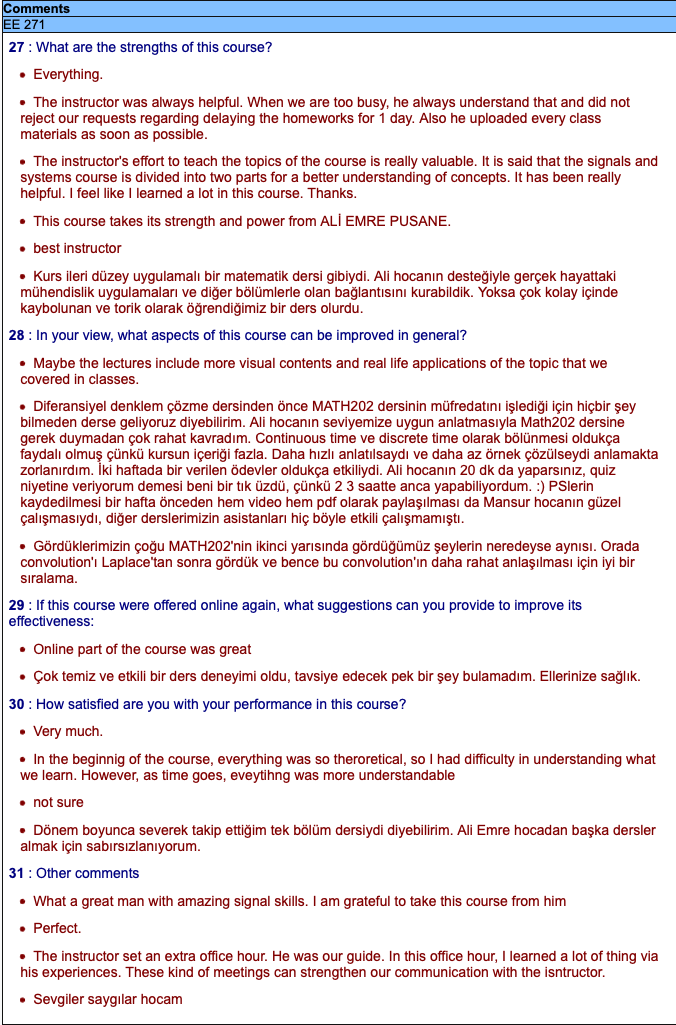 Comments
EE 271
27 : What are the strengths of this course?
• Everything.
• The instructor was always helpful. When we are too busy, he always understand that and did not
reject our requests regarding delaying the homeworks for 1 day. Also he uploaded every class
materials as soon as possible.
• The instructor's effort to teach the topics of the course is really valuable. It is said that the signals and
systems course is divided into two parts for a better understanding of concepts. It has been really
helpful. I feel like I learned a lot in this course. Thanks.
• This course takes its strength and power from ALİ EMRE PUSANE.
• best instructor
• Kurs ileri düzey uygulamalı bir matematik dersi gibiydi. Ali hocanın desteğiyle gerçek hayattaki
mühendislik uygulamaları ve diğer bölümlerle olan bağlantısını kurabildik. Yoksa çok kolay içinde
kaybolunan ve torik olarak öğrendiğimiz bir ders olurdu.
28 : In your view, what aspects of this course can be improved in general?
• Maybe the lectures include more visual contents and real life applications of the topic that we
covered in classes.
• Diferansiyel denklem çözme dersinden önce MATH202 dersinin müfredatını işlediği için hiçbir şey
bilmeden derse geliyoruz diyebilirim. Ali hocanın seviyemize uygun anlatmasıyla Math202 dersine
gerek duymadan çok rahat kavradım. Continuous time ve discrete time olarak bölünmesi oldukça
faydalı olmuş çünkü kursun içeriği fazla. Daha hızlı anlatılsaydı ve daha az örnek çözülseydi anlamakta
zorlanırdım. İki haftada bir verilen ödevler oldukça etkiliydi. Ali hocanın 20 dk da yaparsınız, quiz
niyetine veriyorum demesi beni bir tık üzdü, çünkü 2 3 saatte anca yapabiliyordum. :) PSlerin
kaydedilmesi bir hafta önceden hem video hem pdf olarak paylaşılması da Mansur hocanın güzel
çalışmasıydı, diğer derslerimizin asistanları hiç böyle etkili çalışmamıştı.
• Gördüklerimizin çoğu MATH202'nin ikinci yarısında gördüğümüz şeylerin neredeyse aynısı. Orada
convolution'ı Laplace'tan sonra gördük ve bence bu convolution'ın daha rahat anlaşılması için iyi bir
sıralama.
29 : If this course were offered online again, what suggestions can you provide to improve its
effectiveness:
• Online part of the course was great
• Çok temiz ve etkili bir ders deneyimi oldu, tavsiye edecek pek bir şey bulamadım. Ellerinize sağlık.
30 : How satisfied are you with your performance in this course?
• Very much.
• In the beginnig of the course, everything was so theroretical, so I had difficulty in understanding what
we learn. However, as time goes, eveytihng was more understandable
• not sure
• Dönem boyunca severek takip ettiğim tek bölüm dersiydi diyebilirim. Ali Emre hocadan başka dersler
almak için sabırsızlanıyorum.
31 : Other comments
• What a great man with amazing signal skills. I am grateful to take this course from him
• Perfect.
• The instructor set an extra office hour. He was our guide. In this office hour, I learned a lot of thing via
his experiences. These kind of meetings can strengthen our communication with the isntructor.
• Sevgiler saygılar hocam